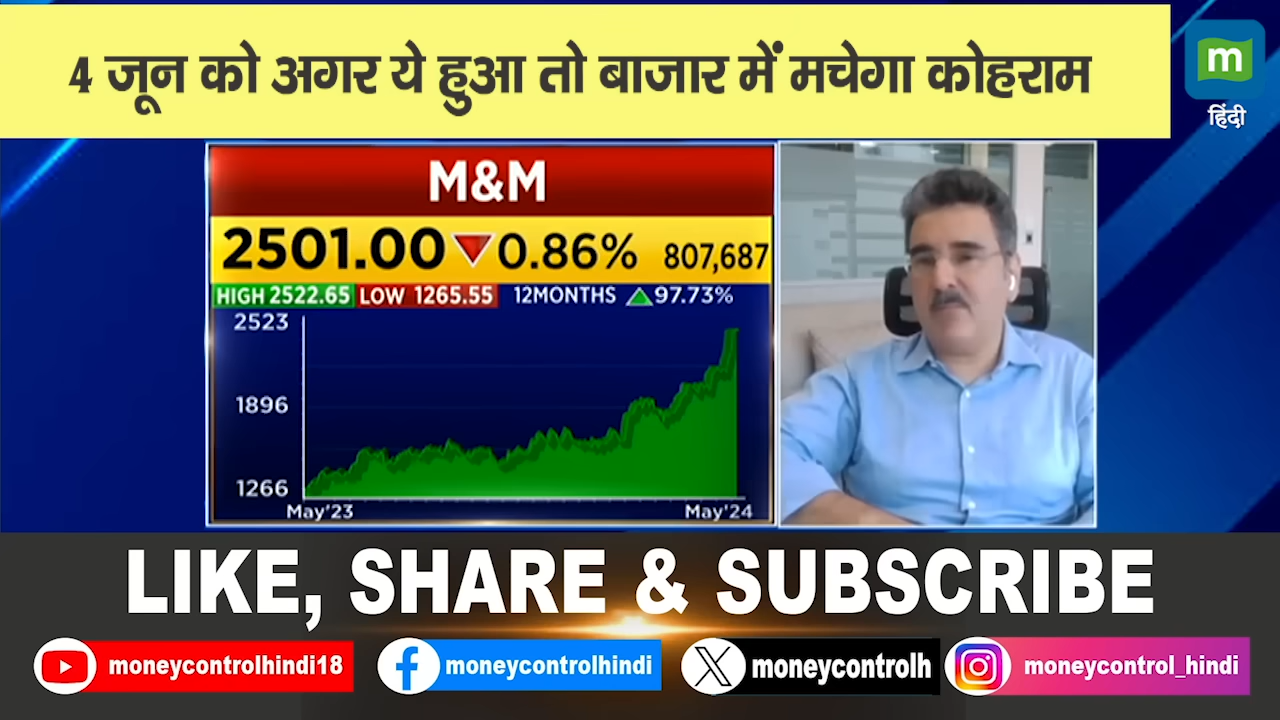 4 जून को अगर ये हुआ तो बाजार में मचेगा कोहराम
m
हिंदी
M&M
2501.00 ▼ 0.86% 807,687
HIGH 2522.65 LOW 1265.55 12MONTHS ▲ 97.73%
2523
1896
1266
May'23 May'24
LIKE, SHARE & SUBSCRIBE
moneycontrolhindi18 moneycontrolhindi moneycontrolh moneycontrol_hindi